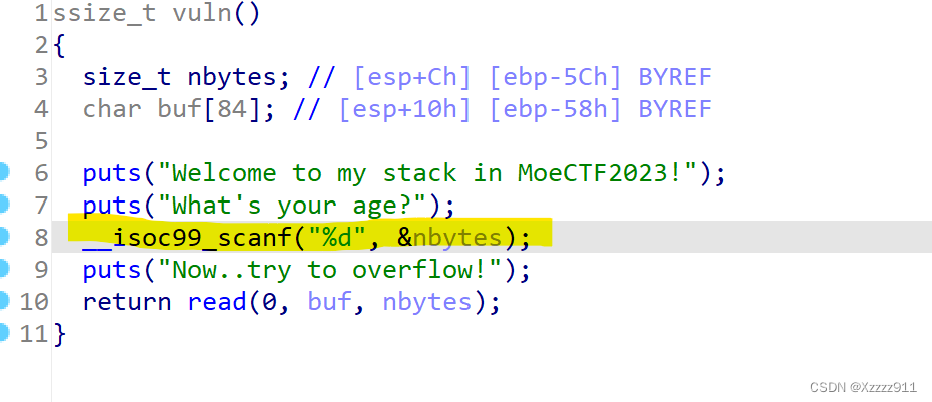 1 ssize_t vuln()
2 {
3   size_t nbytes; // [esp+Ch] [ebp-5Ch] BYREF
4   char buf[84]; // [esp+10h] [ebp-58h] BYREF
5
6   puts("Welcome to my stack in MoeCTF2023!");
7   puts("What's your age?");
8   __isoc99_scanf("%d", &nbytes);
9   puts("Now..try to overflow!");
10   return read(0, buf, nbytes);
11 }
CSDN @Xzzzz911